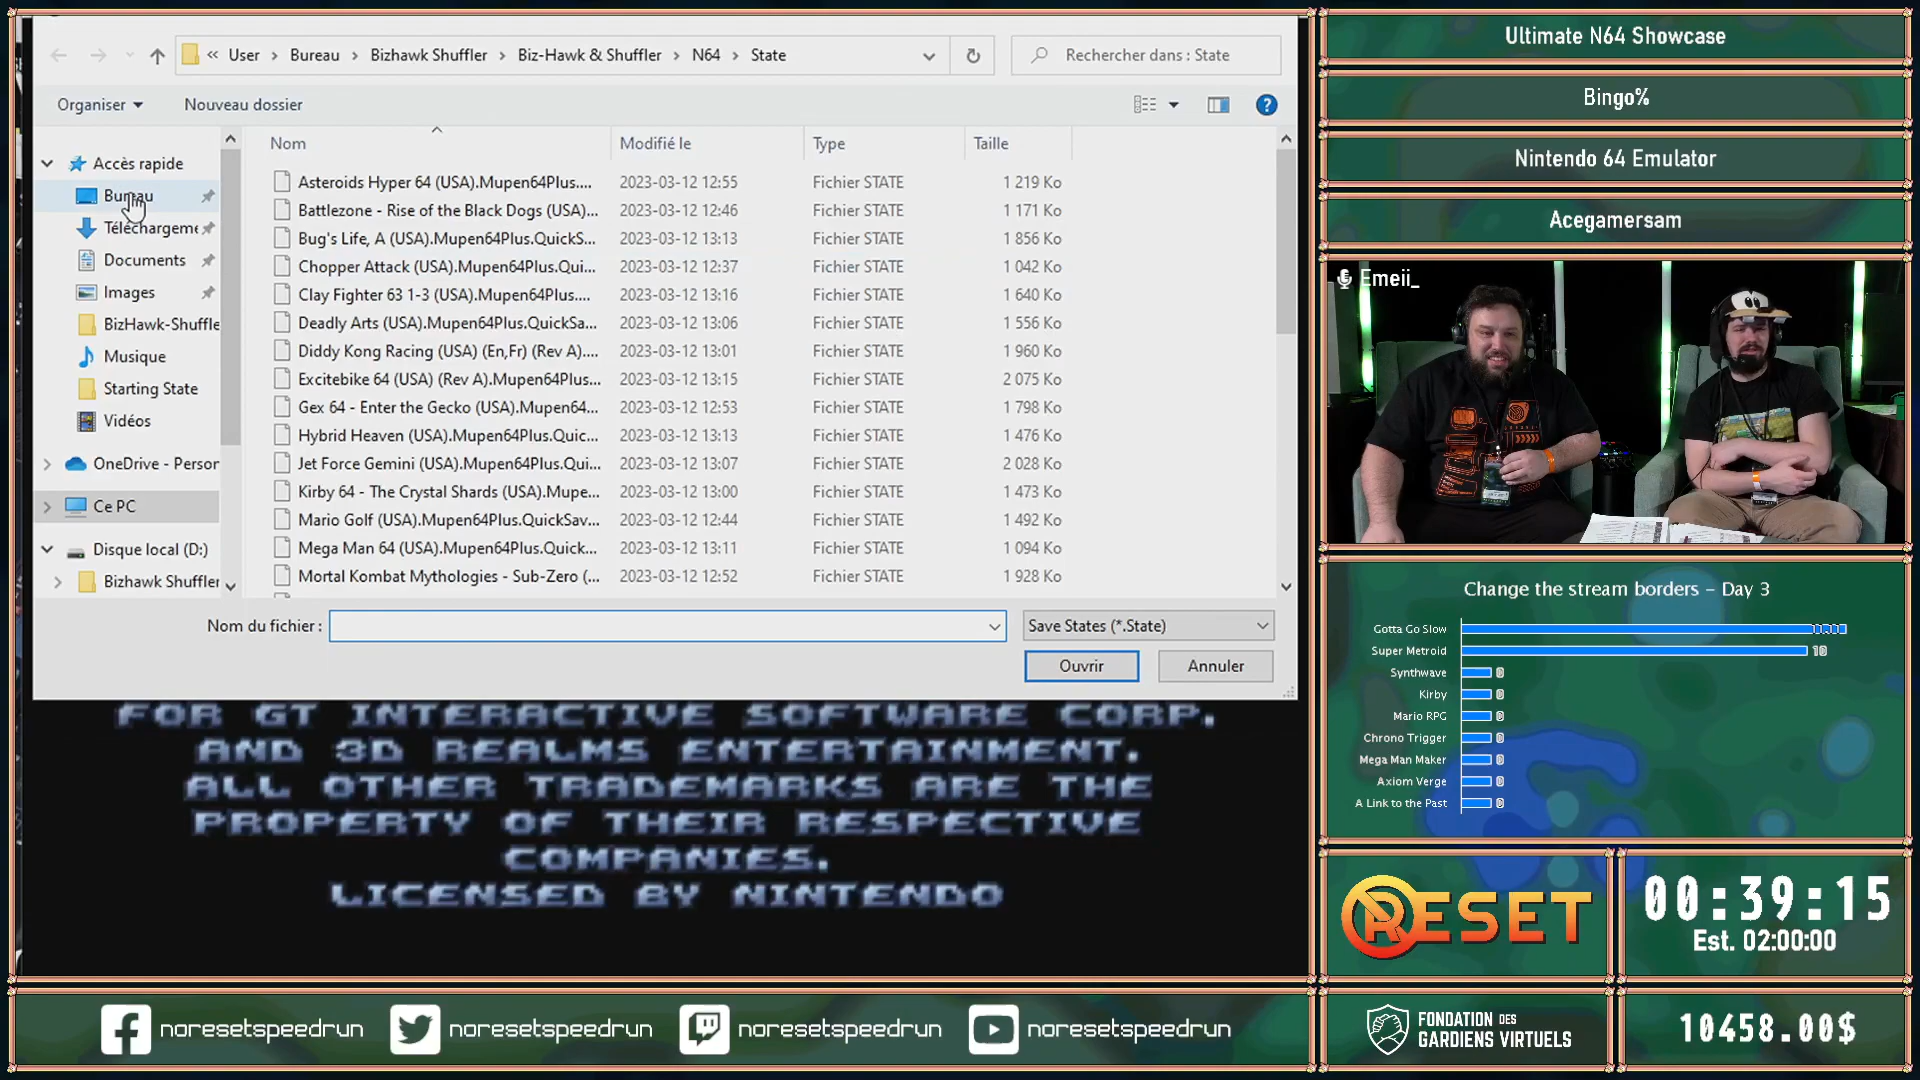 « User > Bureau > Bizhawk Shuffler > Biz-Hawk & Shuffler > N64 > State
Rechercher dans : State
Organiser
Nouveau dossier
Nom Modifié le Type Taille
Accès rapide
Bureau
Téléchargeme
Documents
Images
BizHawk-Shuffle
Musique
Starting State
Vidéos
OneDrive - Person
Ce PC
Disque local (D:)
Bizhawk Shuffler
Asteroids Hyper 64 (USA).Mupen64Plus.... 2023-03-12 12:55 Fichier STATE 1 219 Ko
Battlezone - Rise of the Black Dogs (USA)... 2023-03-12 12:46 Fichier STATE 1 171 Ko
Bug's Life, A (USA).Mupen64Plus.QuickS... 2023-03-12 13:13 Fichier STATE 1 856 Ko
Chopper Attack (USA).Mupen64Plus.Qui... 2023-03-12 12:37 Fichier STATE 1 042 Ko
Clay Fighter 63 1-3 (USA).Mupen64Plus.... 2023-03-12 13:16 Fichier STATE 1 640 Ko
Deadly Arts (USA).Mupen64Plus.QuickSa... 2023-03-12 13:06 Fichier STATE 1 556 Ko
Diddy Kong Racing (USA) (En,Fr) (Rev A).... 2023-03-12 13:01 Fichier STATE 1 960 Ko
Excitebike 64 (USA) (Rev A).Mupen64Plus... 2023-03-12 13:15 Fichier STATE 2 075 Ko
Gex 64 - Enter the Gecko (USA).Mupen64... 2023-03-12 12:53 Fichier STATE 1 798 Ko
Hybrid Heaven (USA).Mupen64Plus.Quic... 2023-03-12 13:13 Fichier STATE 1 476 Ko
Jet Force Gemini (USA).Mupen64Plus.Qui... 2023-03-12 13:07 Fichier STATE 2 028 Ko
Kirby 64 - The Crystal Shards (USA).Mupe... 2023-03-12 13:00 Fichier STATE 1 473 Ko
Mario Golf (USA).Mupen64Plus.QuickSav... 2023-03-12 12:44 Fichier STATE 1 492 Ko
Mega Man 64 (USA).Mupen64Plus.Quick... 2023-03-12 13:11 Fichier STATE 1 094 Ko
Mortal Kombat Mythologies - Sub-Zero (... 2023-03-12 12:52 Fichier STATE 1 928 Ko
Nom du fichier :
Save States (*.State)
Ouvrir
Annuler
FOR GT INTERACTIVE SOFTWARE CORP.
AND 3D REALMS ENTERTAINMENT.
ALL OTHER TRADEMARKS ARE THE
PROPERTY OF THEIR RESPECTIVE
COMPANIES.
LICENSED BY NINTENDO
Ultimate N64 Showcase
Bingo%
Nintendo 64 Emulator
Acegamersam
Emeii_
Change the stream borders - Day 3
Gotta Go Slow
Super Metroid 10
Synthwave 0
Kirby 0
Mario RPG 0
Chrono Trigger 0
Mega Man Maker 0
Axiom Verge 0
A Link to the Past 0
RESET
00:39:15
Est. 02:00:00
FONDATION DES
GARDIENS VIRTUELS
10458.00$
noresetspeedrun
noresetspeedrun
noresetspeedrun
noresetspeedrun